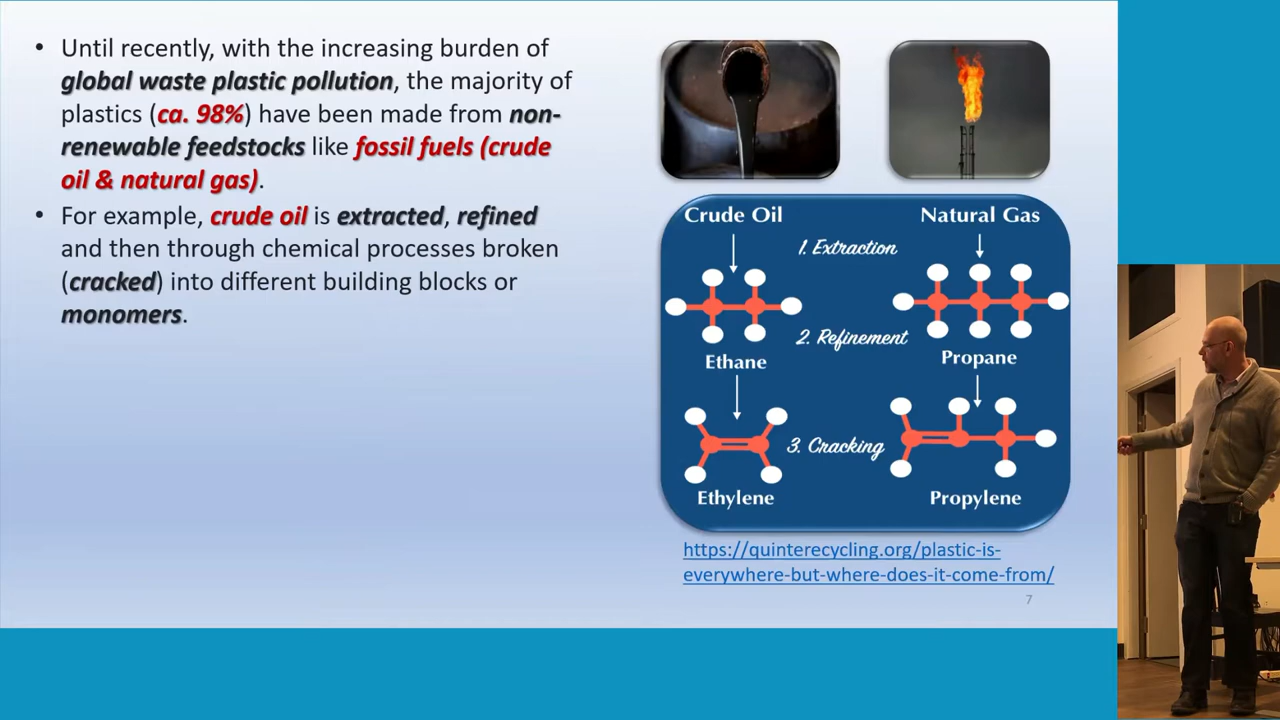 • Until recently, with the increasing burden of
global waste plastic pollution, the majority of
plastics (ca. 98%) have been made from non-
renewable feedstocks like fossil fuels (crude
oil & natural gas).
• For example, crude oil is extracted, refined
and then through chemical processes broken
(cracked) into different building blocks or
monomers.
Crude Oil
Natural Gas
1. Extraction
2. Refinement
Ethane
Propane
3. Cracking
Ethylene
Propylene
https://quinterecycling.org/plastic-is-
everywhere-but-where-does-it-come-from/
7